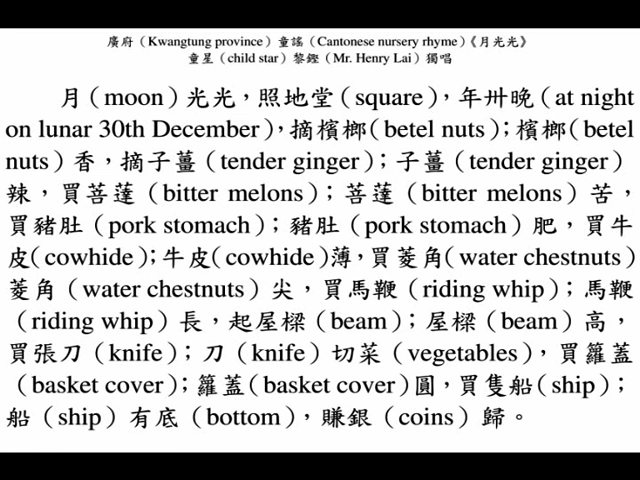 廣府（Kwangtung province）童謠（Cantonese nursery rhyme）《月光光》
童星（child star）黎鏗（Mr. Henry Lai）獨唱
月（moon）光光，照地堂（square），年卅晚（at night
on lunar 30th December），摘檳榔（betel nuts）；檳榔（betel
nuts）香，摘子薑（tender ginger）；子薑（tender ginger）
辣，買菩薘（bitter melons）；菩薘（bitter melons）苦，
買豬肚（pork stomach）；豬肚（pork stomach）肥，買牛
皮（cowhide）；牛皮（cowhide）薄，買菱角（water chestnuts）
菱角（water chestnuts）尖，買馬鞭（riding whip）；馬鞭
（riding whip）長，起屋樑（beam）；屋樑（beam）高，
買張刀（knife）；刀（knife）切菜（vegetables），買籮蓋
（basket cover）；籮蓋（basket cover）圓，買隻船（ship）；
船（ship）有底（bottom），賺銀（coins）歸。